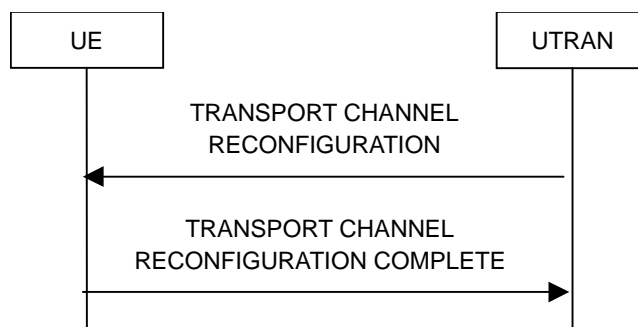 UE
UTRAN
TRANSPORT CHANNEL
RECONFIGURATION
TRANSPORT CHANNEL
RECONFIGURATION COMPLETE